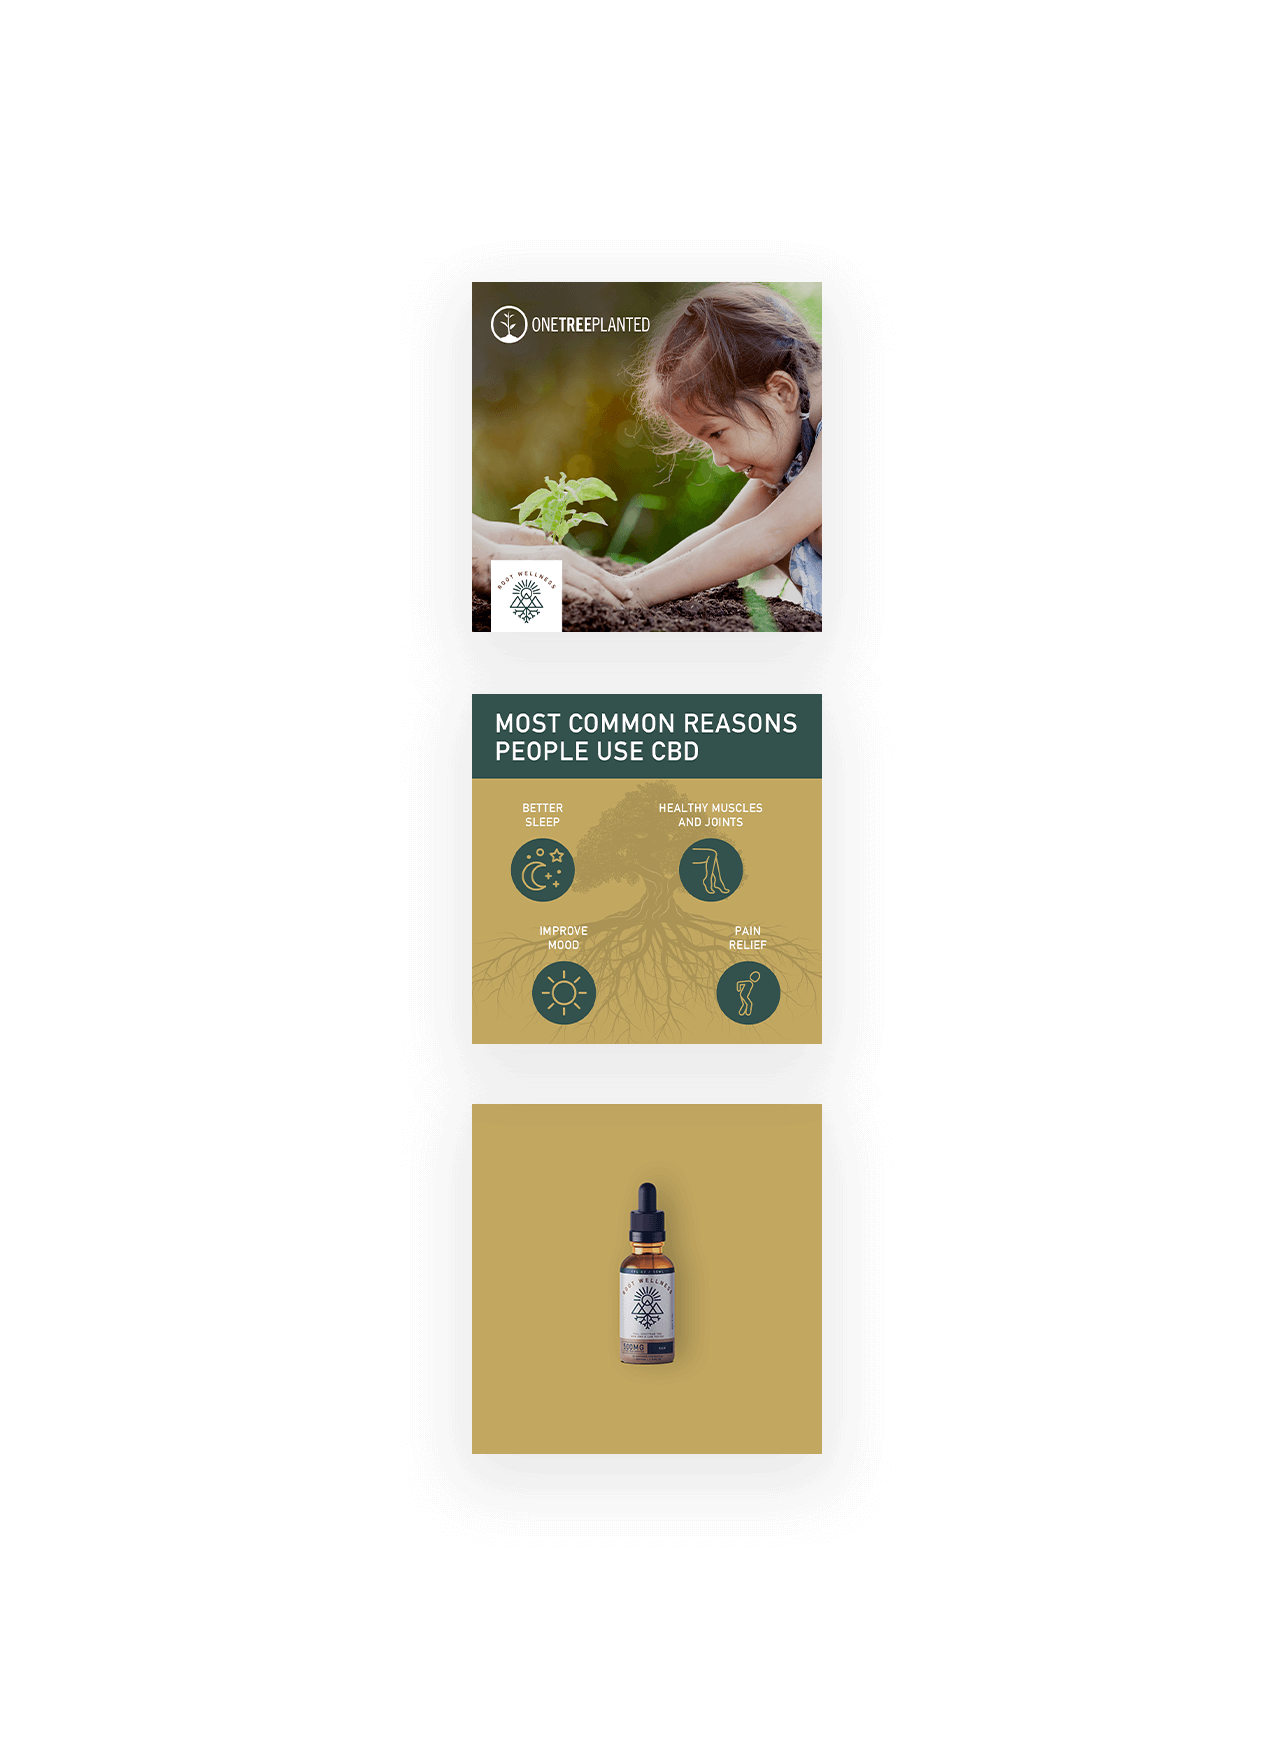 ONETREEPLANTED
ROOT WELLNESS
MOST COMMON REASONS
PEOPLE USE CBD
BETTER
SLEEP
HEALTHY MUSCLES
AND JOINTS
IMPROVE
MOOD
PAIN
RELIEF
ROOT WELLNESS
500MG